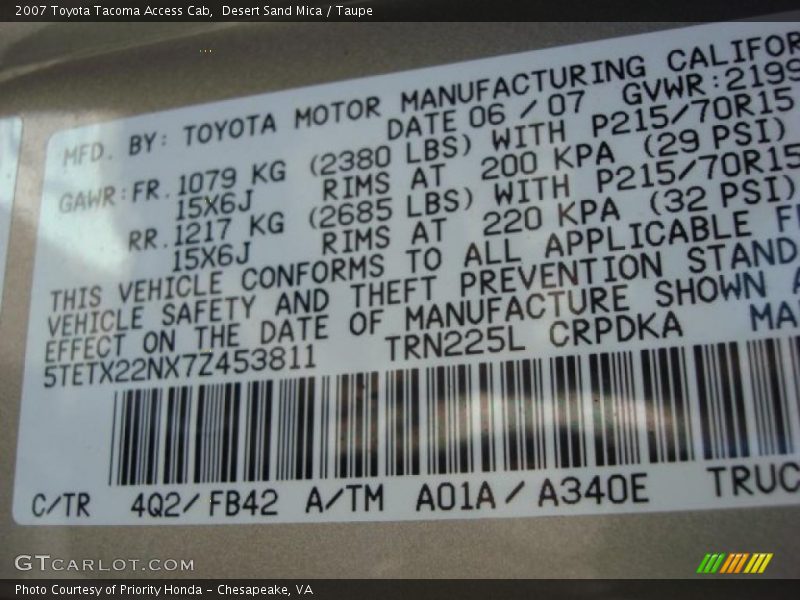 2007 Toyota Tacoma Access Cab,  Desert Sand Mica / Taupe
MFD. BY: TOYOTA MOTOR MANUFACTURING CALIFOR
DATE 06 / 07 GVWR:2199
GAWR:FR. 1079 KG (2380 LBS) WITH P215/70R15
15X6J RIMS AT 200 KPA (29 PSI)
RR. 1217 KG (2685 LBS) WITH P215/70R15
15X6J RIMS AT 220 KPA (32 PSI)
THIS VEHICLE CONFORMS TO ALL APPLICABLE
VEHICLE SAFETY AND THEFT PREVENTION STAND
EFFECT ON THE DATE OF MANUFACTURE SHOWN A
5TETX22NX7Z453811 TRN225L CRPDKA MA
C/TR 4Q2/ FB42 A/TM A01A / A340E TRUC
GTCARLOT.COM
Photo Courtesy of Priority Honda - Chesapeake, VA